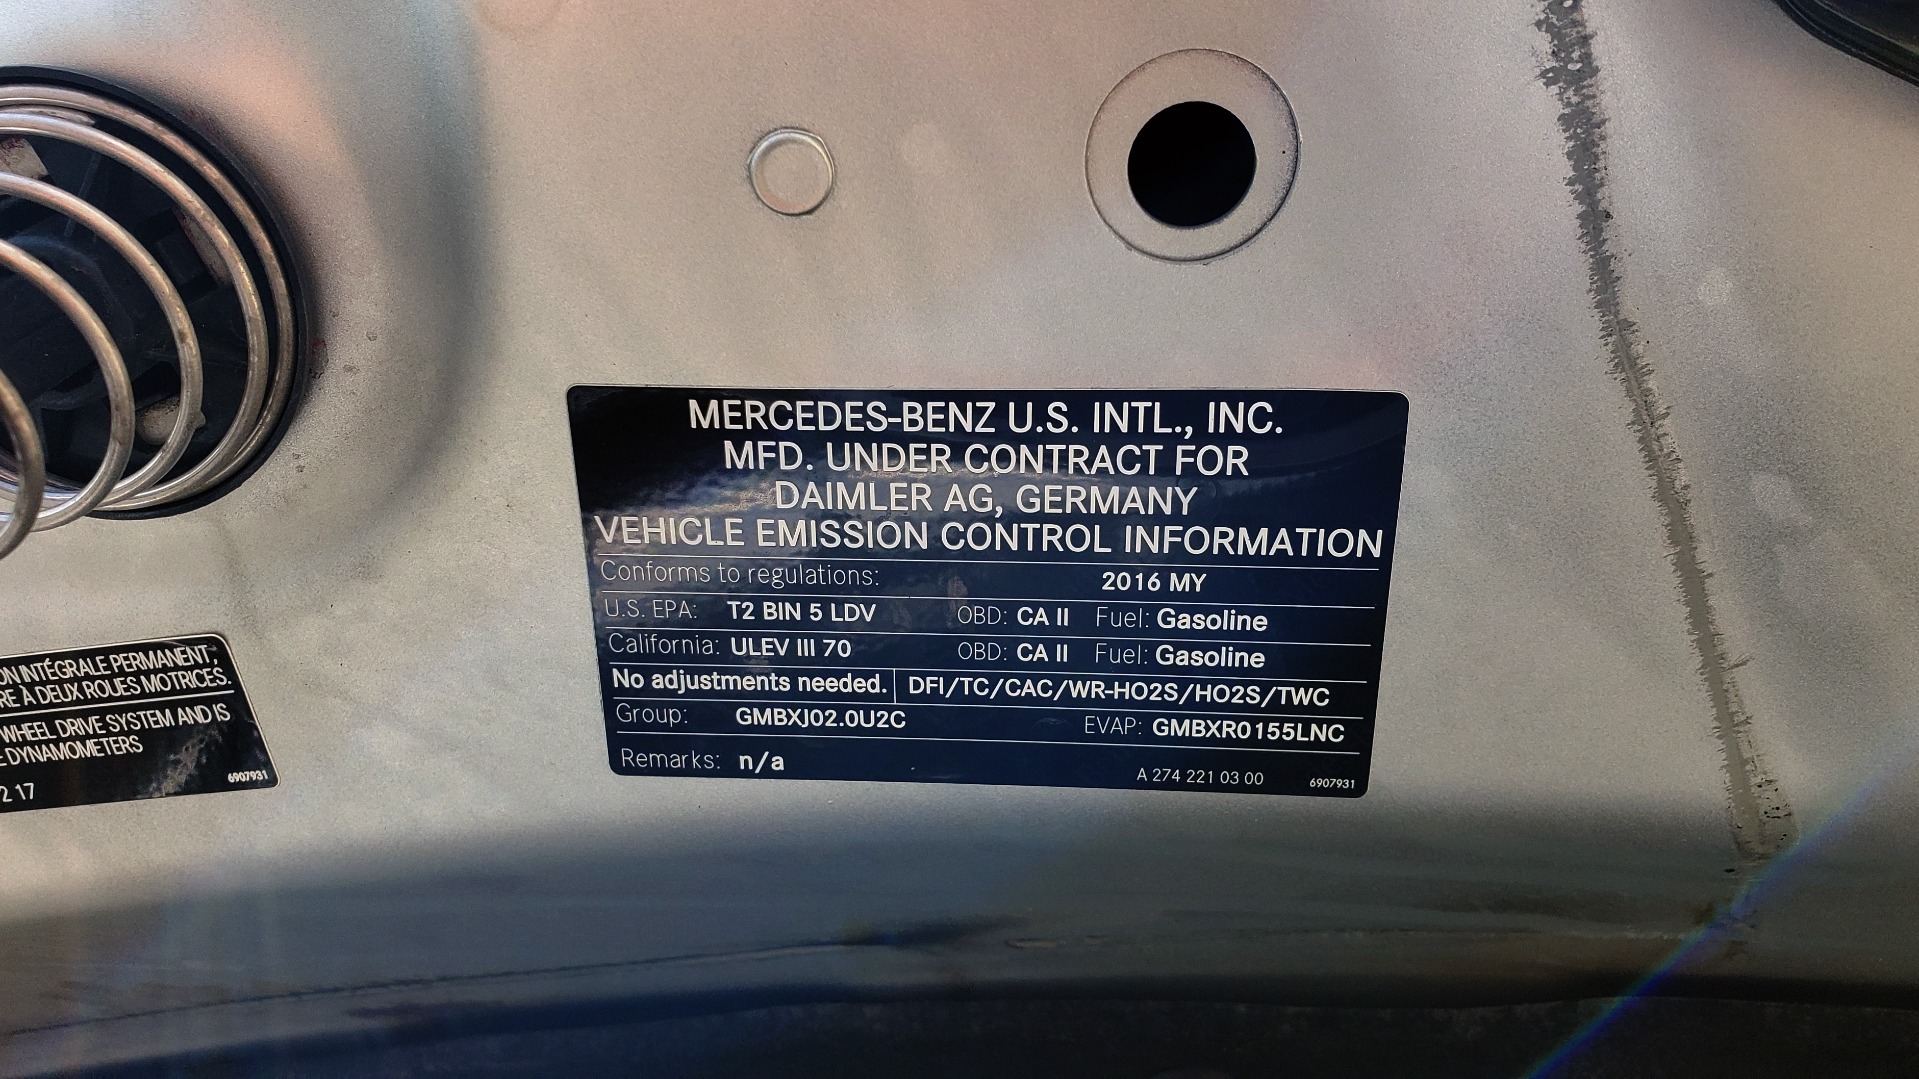 MERCEDES-BENZ U.S. INTL., INC.
MFD. UNDER CONTRACT FOR
DAIMLER AG, GERMANY
VEHICLE EMISSION CONTROL INFORMATION
Conforms to regulations: 2016 MY
U.S. EPA: T2 BIN 5 LDV OBD: CA II Fuel: Gasoline
California: ULEV III 70 OBD: CA II Fuel: Gasoline
No adjustments needed. DFI/TC/CAC/WR-HO2S/HO2S/TWC
Group: GMBXJ02.0U2C EVAP: GMBXR0155LNC
Remarks: n/a A 274 221 03 00 6907931
INTÉGRALE PERMANENT,
À DEUX ROUES MOTRICES.
WHEEL DRIVE SYSTEM AND IS
DYNAMOMETERS
6907931
2 17